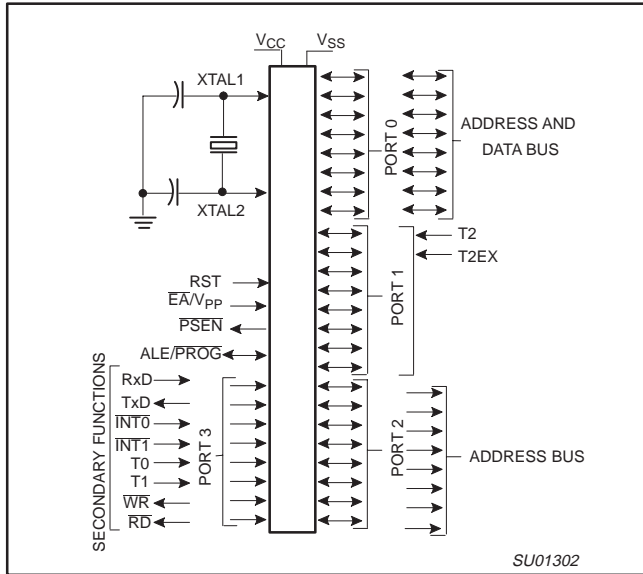 VCC VSS
XTAL1
XTAL2
PORT 0
ADDRESS AND
DATA BUS
T2
T2EX
PORT 1
RST
EA/VPP
PSEN
ALE/PROG
SECONDARY FUNCTIONS
RxD
TxD
INT0
INT1
T0
T1
WR
RD
PORT 3
PORT 2
ADDRESS BUS
SU01302